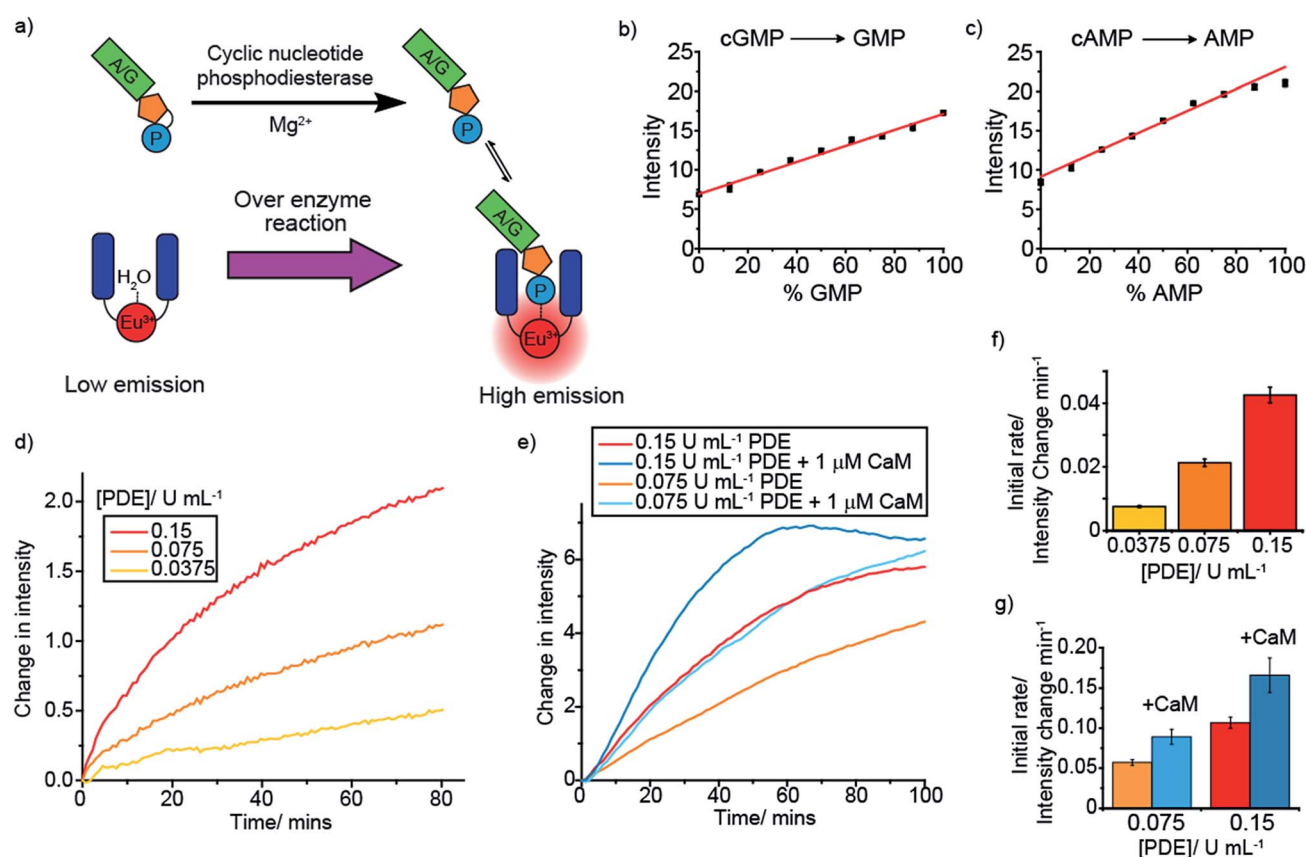 a)
A/G
P
Cyclic nucleotide
phosphodiesterase
Mg²⁺
A/G
P
Over enzyme
reaction
H₂O
Eu³⁺
Low emission
A/G
P
Eu³⁺
High emission
b)
cGMP → GMP
Intensity
25
20
15
10
5
0
0 20 40 60 80 100
% GMP
c)
cAMP → AMP
Intensity
25
20
15
10
5
0
0 20 40 60 80 100
% AMP
d)
[PDE]/ U mL⁻¹
0.15
0.075
0.0375
Change in intensity
2.0
1.5
1.0
0.5
0.0
0 20 40 60 80
Time/ mins
e)
0.15 U mL⁻¹ PDE
0.15 U mL⁻¹ PDE + 1 μM CaM
0.075 U mL⁻¹ PDE
0.075 U mL⁻¹ PDE + 1 μM CaM
Change in intensity
6
4
2
0
0 20 40 60 80 100
Time/ mins
f)
Initial rate/
Intensity Change min⁻¹
0.04
0.02
0
0.0375 0.075 0.15
[PDE]/ U mL⁻¹
g)
Initial rate/
Intensity change min⁻¹
0.20
0.15
0.10
0.05
0
+CaM
+CaM
0.075 0.15
[PDE]/ U mL⁻¹